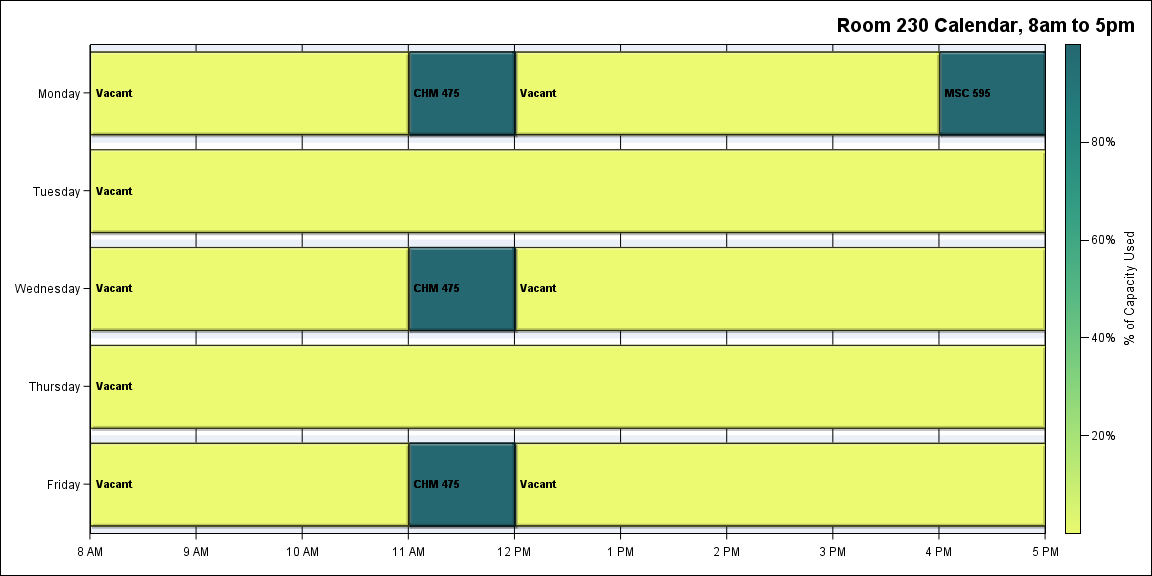 Room 230 Calendar, 8am to 5pm
Monday
Vacant
CHM 475
Vacant
MSC 595
Tuesday
Vacant
Wednesday
Vacant
CHM 475
Vacant
Thursday
Vacant
Friday
Vacant
CHM 475
Vacant
8 AM
9 AM
10 AM
11 AM
12 PM
1 PM
2 PM
3 PM
4 PM
5 PM
80%
60%
40%
20%
% of Capacity Used